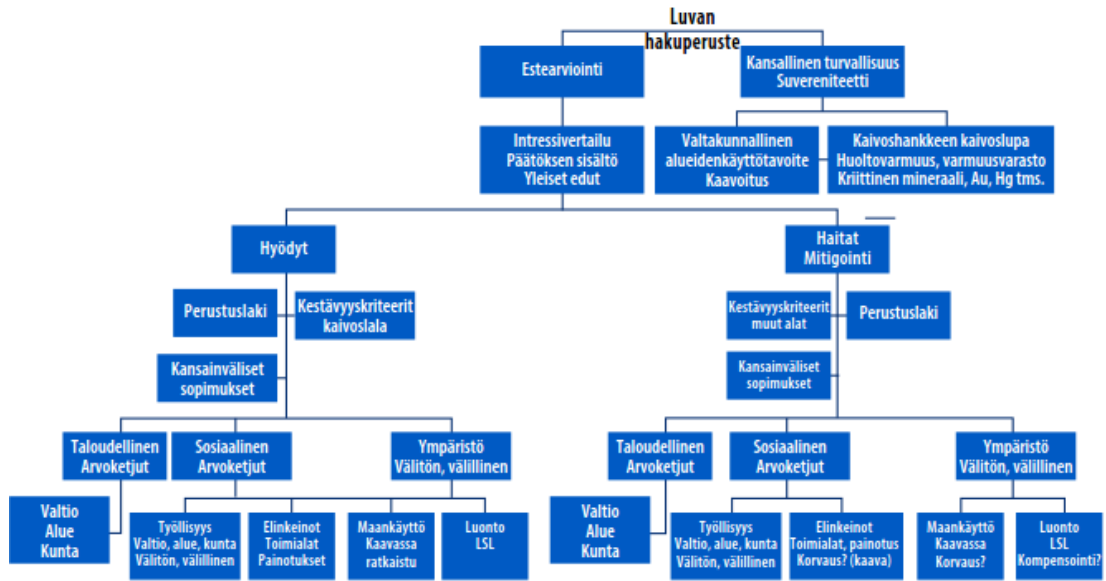 Luvan
hakuperuste
Estearviointi
Kansallinen turvallisuus
Suvereniteetti
Intressivertailu
Päätöksen sisältö
Yleiset edut
Valtakunnallinen
alueidenkäyttötavoite
Kaavoitus
Kaivoshankkeen kaivoslupa
Huoltovarmuus, varmuusvarasto
Kriittinen mineraali, Au, Hg tms.
Hyödyt
Haitat
Mitigointi
Perustuslaki
Kestävyyskriteerit
kaivoslala
Kestävyyskriteerit
muut alat
Perustuslaki
Kansainväliset
sopimukset
Kansainväliset
sopimukset
Taloudellinen
Arvoketjut
Sosiaalinen
Arvoketjut
Ympäristö
Välitön, välillinen
Taloudellinen
Arvoketjut
Sosiaalinen
Arvoketjut
Ympäristö
Välitön, välillinen
Valtio
Alue
Kunta
Työllisyys
Valtio, alue, kunta
Välitön, välillinen
Elinkeinot
Toimialat
Painotukset
Maankäyttö
Kaavassa
ratkaistu
Luonto
LSL
Valtio
Alue
Kunta
Työllisyys
Valtio, alue, kunta
Välitön, välillinen
Elinkeinot
Toimialat, painotus
Korvaus? (kaava)
Maankäyttö
Kaavassa
Korvaus?
Luonto
LSL
Kompensointi?